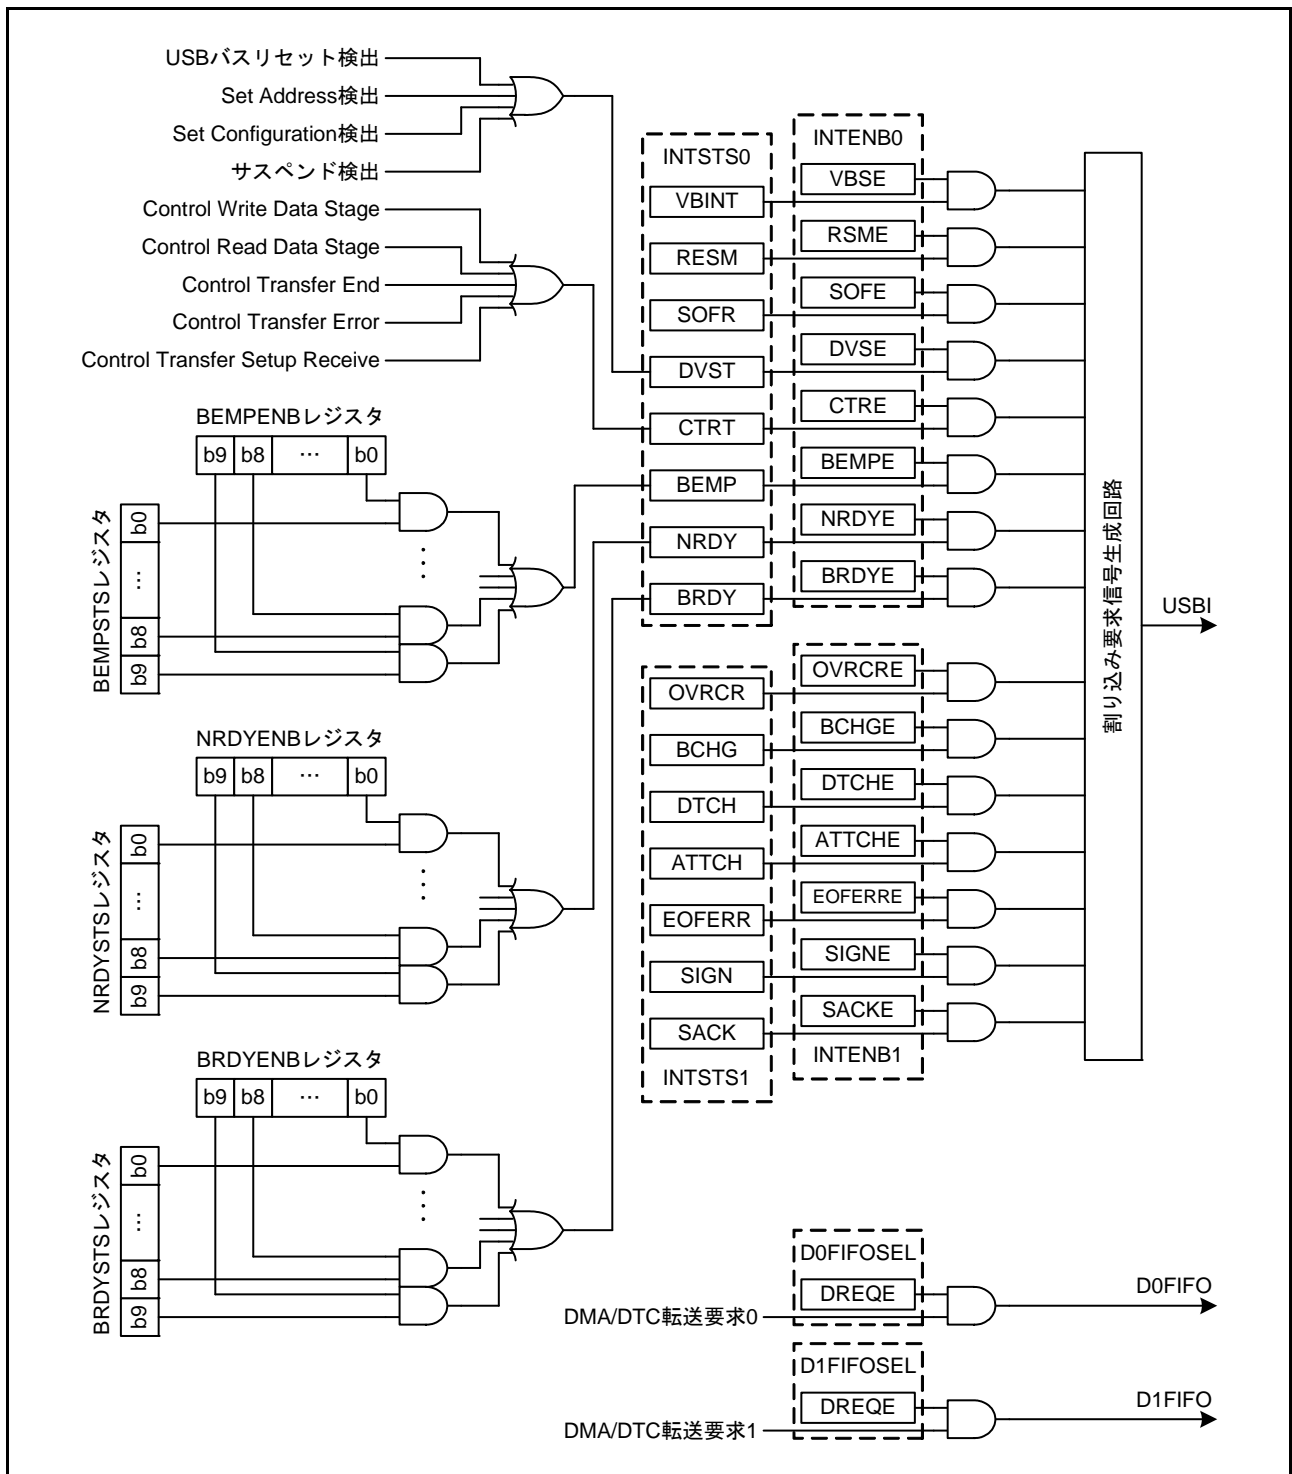 USBバスリセット検出
Set Address検出
Set Configuration検出
サスペンド検出
Control Write Data Stage
Control Read Data Stage
Control Transfer End
Control Transfer Error
Control Transfer Setup Receive
BEMPENBレジスタ
b9 b8 … b0
BEMPSTSレジスタ
b0
…
b8
b9
NRDYENBレジスタ
b9 b8 … b0
NRDYSTSレジスタ
b0
…
b8
b9
BRDYENBレジスタ
b9 b8 … b0
BRDYSTSレジスタ
b0
…
b8
b9
INTSTS0
VBINT
RESM
SOFR
DVST
CTRT
BEMP
NRDY
BRDY
INTENB0
VBSE
RSME
SOFE
DVSE
CTRE
BEMPE
NRDYE
BRDYE
OVRCR
BCHG
DTCH
ATTCH
EOFERR
SIGN
SACK
INTSTS1
OVRCRE
BCHGE
DTCHE
ATTCHE
EOFERRE
SIGNE
SACKE
INTENB1
割り込み要求信号生成回路
USBI
D0FIFOSEL
DREQE
DMA/DTC転送要求0
D0FIFO
D1FIFOSEL
DREQE
DMA/DTC転送要求1
D1FIFO